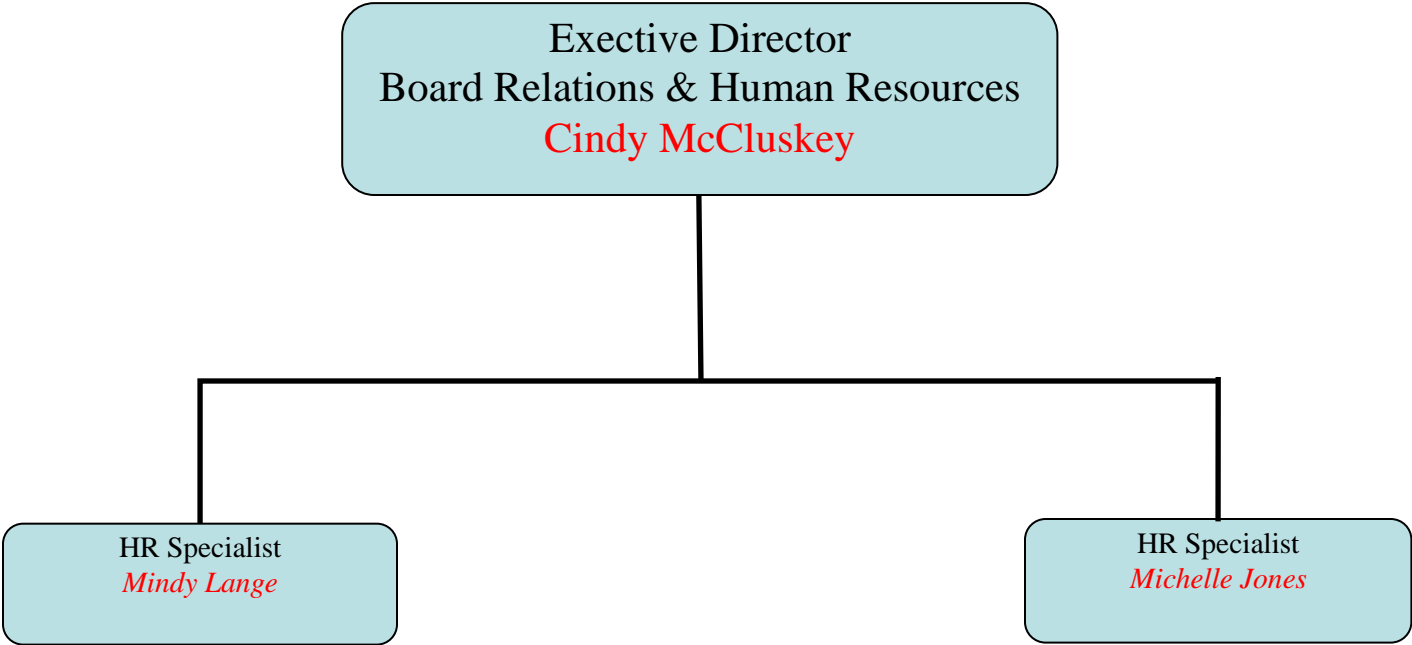 Exective Director
Board Relations & Human Resources
Cindy McCluskey
HR Specialist
Mindy Lange
HR Specialist
Michelle Jones